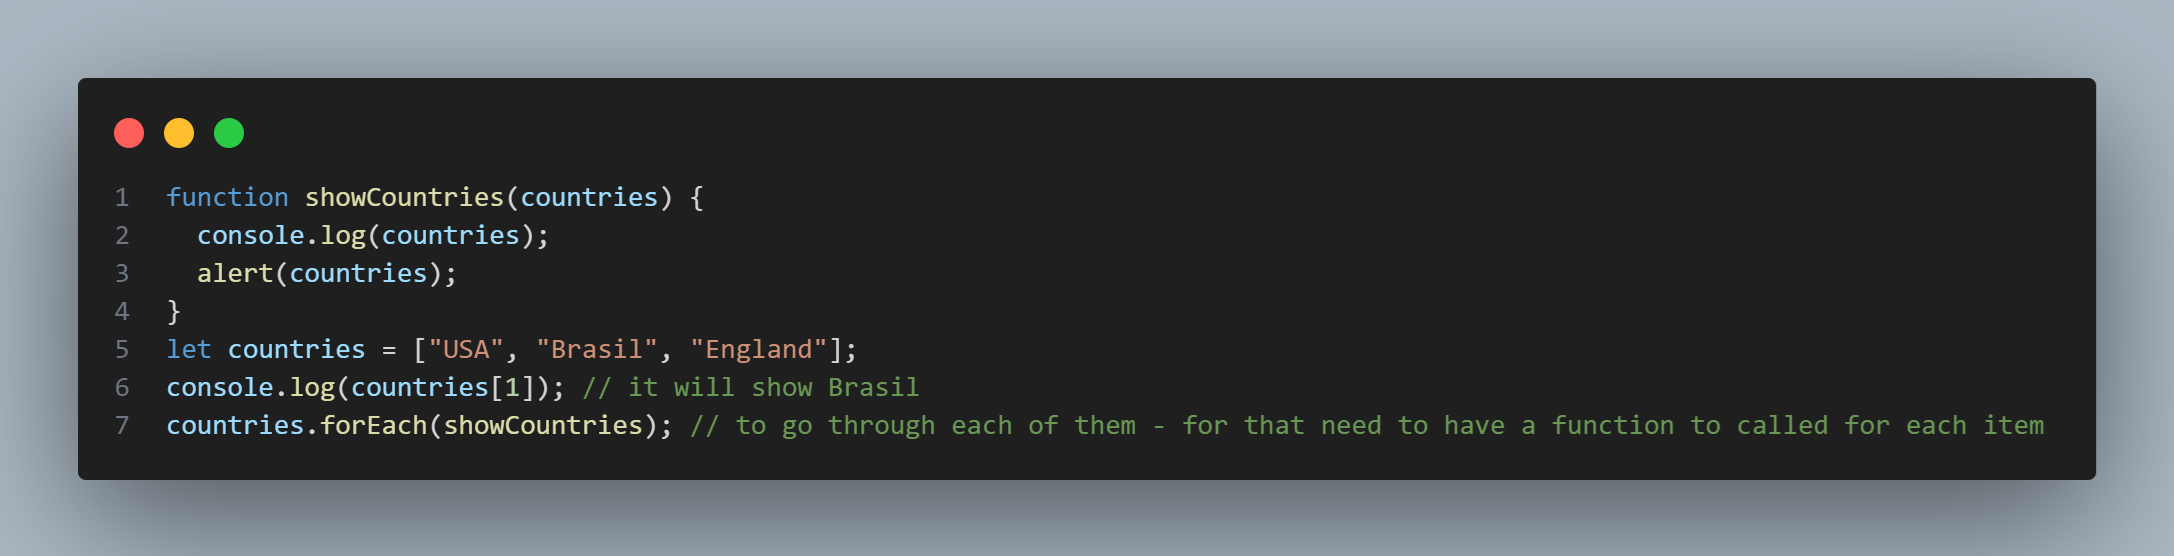 1 function showCountries(countries) {
2   console.log(countries);
3   alert(countries);
4 }
5 let countries = ["USA", "Brasil", "England"];
6 console.log(countries[1]); // it will show Brasil
7 countries.forEach(showCountries); // to go through each of them - for that need to have a function to called for each item